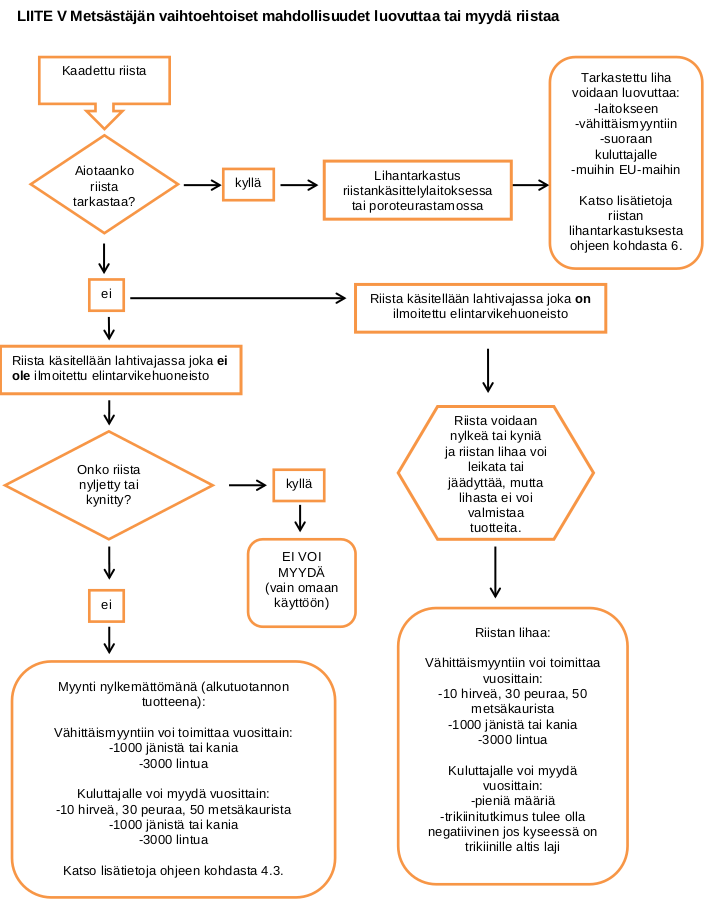 LIITE V Metsästäjän vaihtoehtoiset mahdollisuudet luovuttaa tai myydä riistaa
Kaadettu riista
Aiotaanko
riista
tarkastaa?
kyllä
Lihantarkastus
riistankäsittelylaitoksessa
tai poroteurastamossa
Tarkastettu liha
voidaan luovuttaa:
-laitokseen
-vähittäismyyntiin
-suoraan
kuluttajalle
-muihin EU-maihin
Katso lisätietoja
riistan
lihantarkastuksesta
ohjeen kohdasta 6.
ei
Riista käsitellään lahtivajassa joka on
ilmoitettu elintarvikehuoneisto
Riista käsitellään lahtivajassa joka ei
ole ilmoitettu elintarvikehuoneisto
Riista voidaan
nylkeä tai kyniä
ja riistan lihaa voi
leikata tai
jäädyttää, mutta
lihasta ei voi
valmistaa
tuotteita.
Onko riista
nyljetty tai
kynitty?
kyllä
EI VOI
MYYDÄ
(vain omaan
käyttöön)
ei
Myynti nylkemättömänä (alkutuotannon
tuotteena):
Vähittäismyyntiin voi toimittaa vuosittain:
-1000 jänistä tai kania
-3000 lintua
Kuluttajalle voi myydä vuosittain:
-10 hirveä, 30 peuraa, 50 metsäkaurista
-1000 jänistä tai kania
-3000 lintua
Katso lisätietoja ohjeen kohdasta 4.3.
Riistan lihaa:
Vähittäismyyntiin voi toimittaa
vuosittain:
-10 hirveä, 30 peuraa, 50
metsäkaurista
-1000 jänistä tai kania
-3000 lintua
Kuluttajalle voi myydä
vuosittain:
-pieniä määriä
-trikiinitutkimus tulee olla
negatiivinen jos kyseessä on
trikiinille altis laji